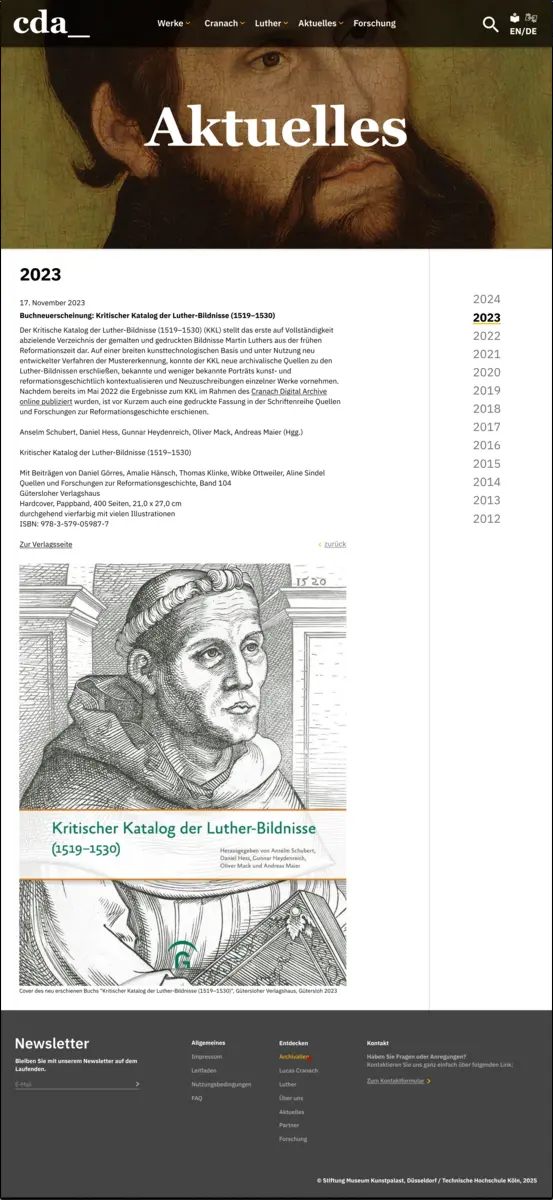 cda_
Werke
Cranach
Luther
Aktuelles
Forschung
EN/DE
Aktuelles
2023
17. November 2023
Buchneuerscheinung: Kritischer Katalog der Luther-Bildnisse (1519–1530)
Der Kritische Katalog der Luther-Bildnisse (1519–1530) (KKL) stellt das erste auf Vollständigkeit
abzielende Verzeichnis der gemalten und gedruckten Bildnisse Martin Luthers aus der frühen
Reformationszeit dar. Auf einer breiten kunsttechnologischen Basis und unter Nutzung neu
entwickelter Verfahren der Mustererkennung, konnte der KKL neue archivalische Quellen zu den
Luther-Bildnissen erschließen, bekannte und weniger bekannte Porträts kunst- und
reformationsgeschichtlich kontextualisieren und Neuzuschreibungen einzelner Werke vornehmen.
Nachdem bereits im Mai 2022 die Ergebnisse zum KKL im Rahmen des Cranach Digital Archive
online publiziert wurden, ist vor Kurzem auch eine gedruckte Fassung in der Schriftenreihe Quellen
und Forschungen zur Reformationsgeschichte erschienen.
Anselm Schubert, Daniel Hess, Gunnar Heydenreich, Oliver Mack, Andreas Maier (Hgg.)
Kritischer Katalog der Luther-Bildnisse (1519–1530)
Mit Beiträgen von Daniel Görres, Amalie Hänsch, Thomas Klinke, Wibke Ottweiler, Aline Sindel
Quellen und Forschungen zur Reformationsgeschichte, Band 104
Gütersloher Verlagshaus
Hardcover, Pappband, 400 Seiten, 21,0 x 27,0 cm
durchgehend vierfarbig mit vielen Illustrationen
ISBN: 978-3-579-05987-7
Zur Verlagsseite
zurück
2024
2023
2022
2021
2020
2019
2018
2017
2016
2015
2014
2013
2012
1520
Kritischer Katalog der Luther-Bildnisse
(1519–1530)
Herausgegeben von Anselm Schubert,
Daniel Hess, Gunnar Heydenreich,
Oliver Mack und Andreas Maier
G
Cover des neu erschienen Buchs "Kritischer Katalog der Luther-Bildnisse (1519–1530)", Gütersloher Verlagshaus, Gütersloh 2023
Newsletter
Bleiben Sie mit unserem Newsletter auf dem
Laufenden.
E-Mail
Allgemeines
Impressum
Leitfaden
Nutzungsbedingungen
FAQ
Entdecken
Archivalien
Lucas Cranach
Luther
Über uns
Aktuelles
Partner
Forschung
Kontakt
Haben Sie Fragen oder Anregungen?
Kontaktieren Sie uns ganz einfach über folgenden Link:
Zum Kontaktformular
© Stiftung Museum Kunstpalast, Düsseldorf / Technische Hochschule Köln, 2025